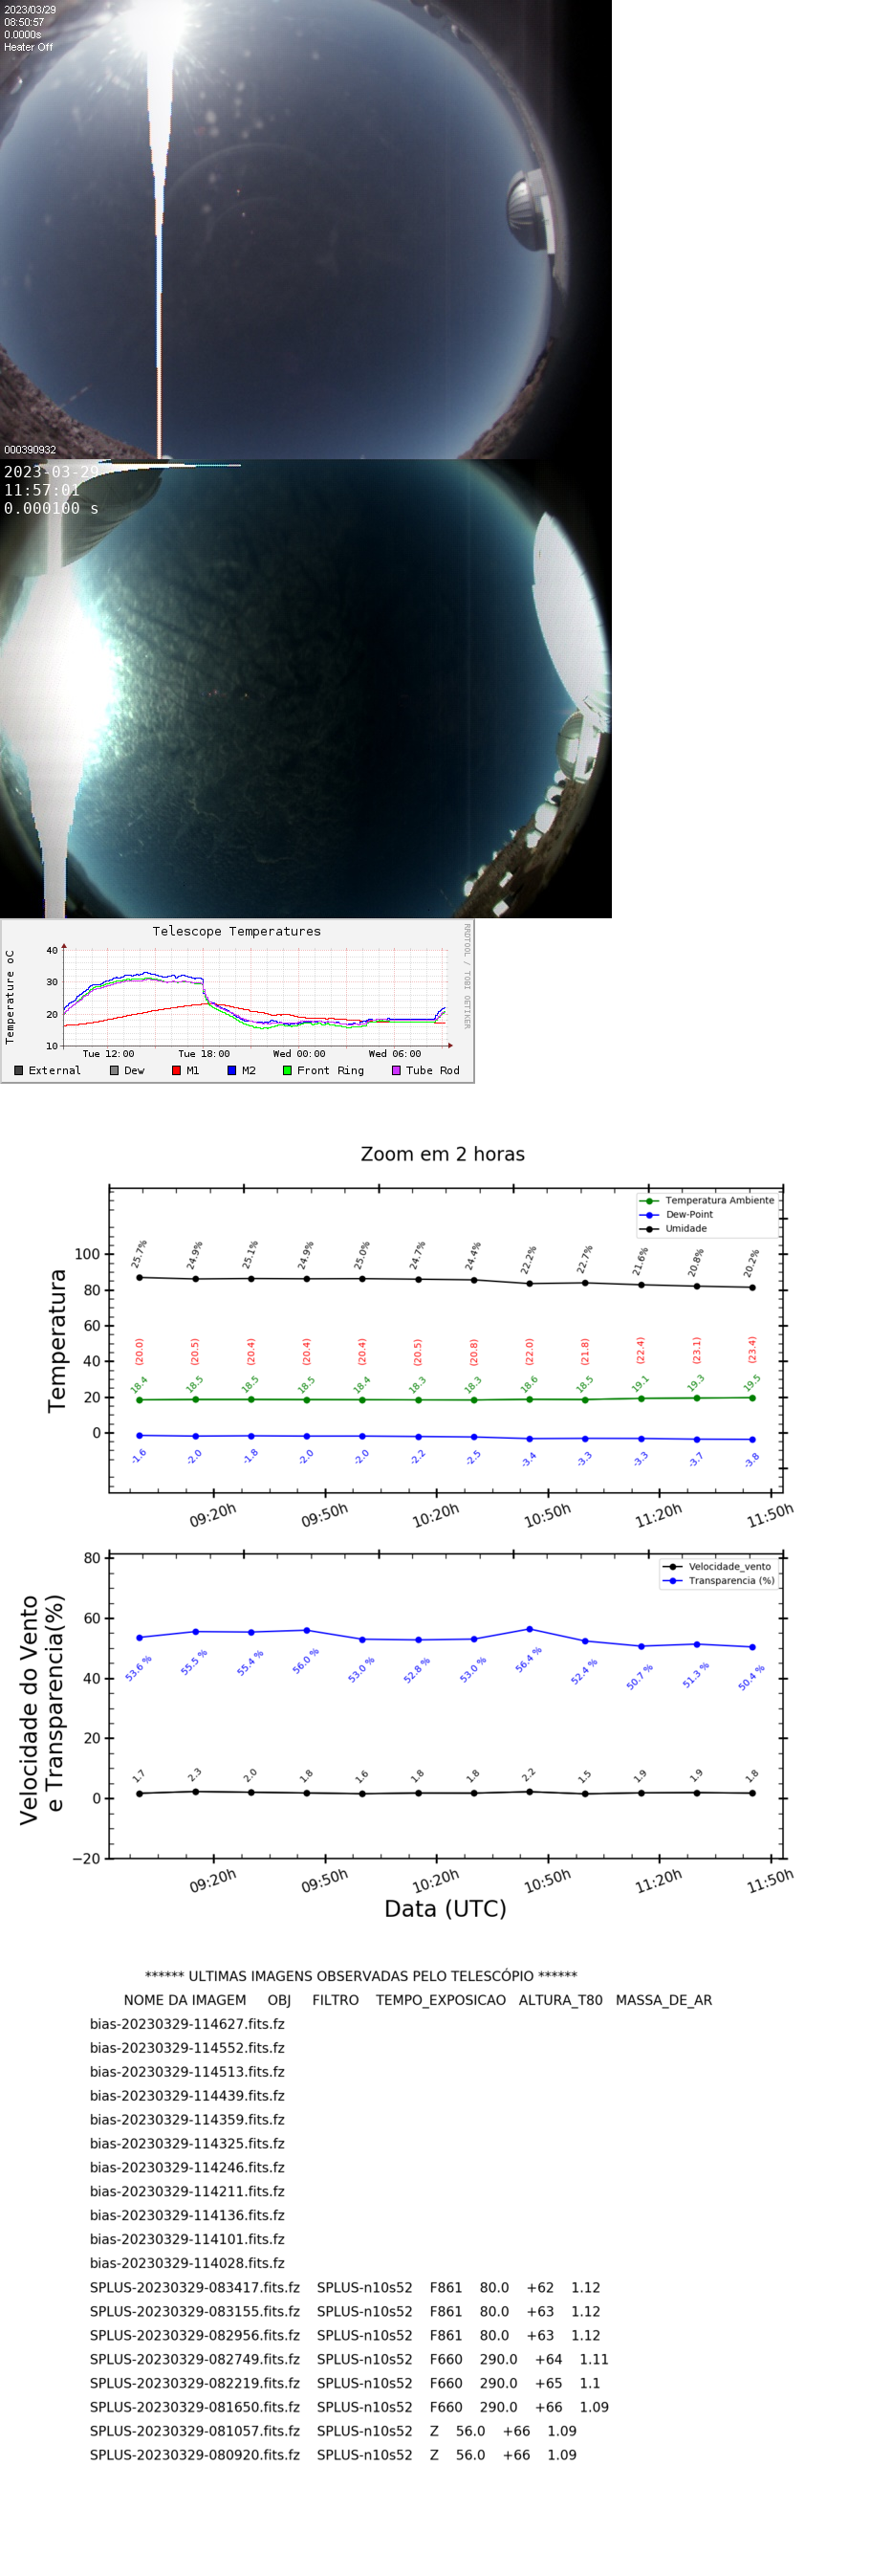 2023/03/29
08:50:57
0.0000s
Heater Off
000390932
2023-03-29
11:57:01
0.000100 s
Telescope Temperatures
RRDTOOL / TOBI OETIKER
Temperature oC
40
30
20
10
Tue 12:00 Tue 18:00 Wed 00:00 Wed 06:00
External Dew M1 M2 Front Ring Tube Rod
Zoom em 2 horas
Temperatura
Temperatura Ambiente
Dew-Point
Umidade
100
80
60
40
20
0
25.7% 24.9% 25.1% 24.9% 25.0% 24.7% 24.4% 22.2% 22.7% 21.6% 20.8% 20.2%
(20.0) (20.5) (20.4) (20.4) (20.4) (20.5) (20.8) (22.0) (21.8) (22.4) (23.1) (23.4)
18.4 18.5 18.5 18.5 18.4 18.3 18.3 18.6 18.5 19.1 19.3 19.5
-1.6 -2.0 -1.8 -2.0 -2.0 -2.2 -2.5 -3.4 -3.3 -3.3 -3.7 -3.8
09:20h 09:50h 10:20h 10:50h 11:20h 11:50h
Velocidade do Vento
e Transparencia(%)
Velocidade_vento
Transparencia (%)
80
60
40
20
0
−20
53.6 % 55.5 % 55.4 % 56.0 % 53.0 % 52.8 % 53.0 % 56.4 % 52.4 % 50.7 % 51.3 % 50.4 %
1.7 2.3 2.0 1.8 1.6 1.8 1.8 2.2 1.5 1.9 1.9 1.8
09:20h 09:50h 10:20h 10:50h 11:20h 11:50h
Data (UTC)
****** ULTIMAS IMAGENS OBSERVADAS PELO TELESCÓPIO ******
NOME DA IMAGEM OBJ FILTRO TEMPO_EXPOSICAO ALTURA_T80 MASSA_DE_AR
bias-20230329-114627.fits.fz
bias-20230329-114552.fits.fz
bias-20230329-114513.fits.fz
bias-20230329-114439.fits.fz
bias-20230329-114359.fits.fz
bias-20230329-114325.fits.fz
bias-20230329-114246.fits.fz
bias-20230329-114211.fits.fz
bias-20230329-114136.fits.fz
bias-20230329-114101.fits.fz
bias-20230329-114028.fits.fz
SPLUS-20230329-083417.fits.fz SPLUS-n10s52 F861 80.0 +62 1.12
SPLUS-20230329-083155.fits.fz SPLUS-n10s52 F861 80.0 +63 1.12
SPLUS-20230329-082956.fits.fz SPLUS-n10s52 F861 80.0 +63 1.12
SPLUS-20230329-082749.fits.fz SPLUS-n10s52 F660 290.0 +64 1.11
SPLUS-20230329-082219.fits.fz SPLUS-n10s52 F660 290.0 +65 1.1
SPLUS-20230329-081650.fits.fz SPLUS-n10s52 F660 290.0 +66 1.09
SPLUS-20230329-081057.fits.fz SPLUS-n10s52 Z 56.0 +66 1.09
SPLUS-20230329-080920.fits.fz SPLUS-n10s52 Z 56.0 +66 1.09